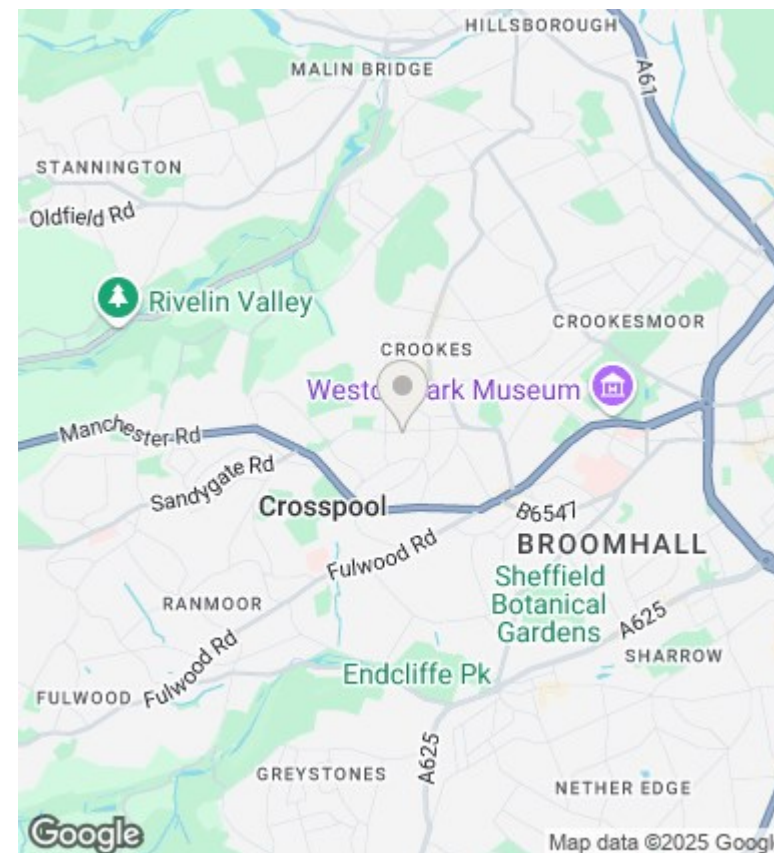 HILLSBOROUGH
MALIN BRIDGE
A61
STANNINGTON
Oldfield Rd
Rivelin Valley
CROOKESMOOR
CROOKES
Museum
Manchester Rd
Sandygate Rd
Crosspool
B6547
BROOMHALL
Fulwood Rd
Sheffield
Botanical
Gardens
A625
RANMOOR
SHARROW
Endcliffe Pk
FULWOOD
Fulwood Rd
A625
GREYSTONES
NETHER EDGE
Google
Map data ©2025 Googl